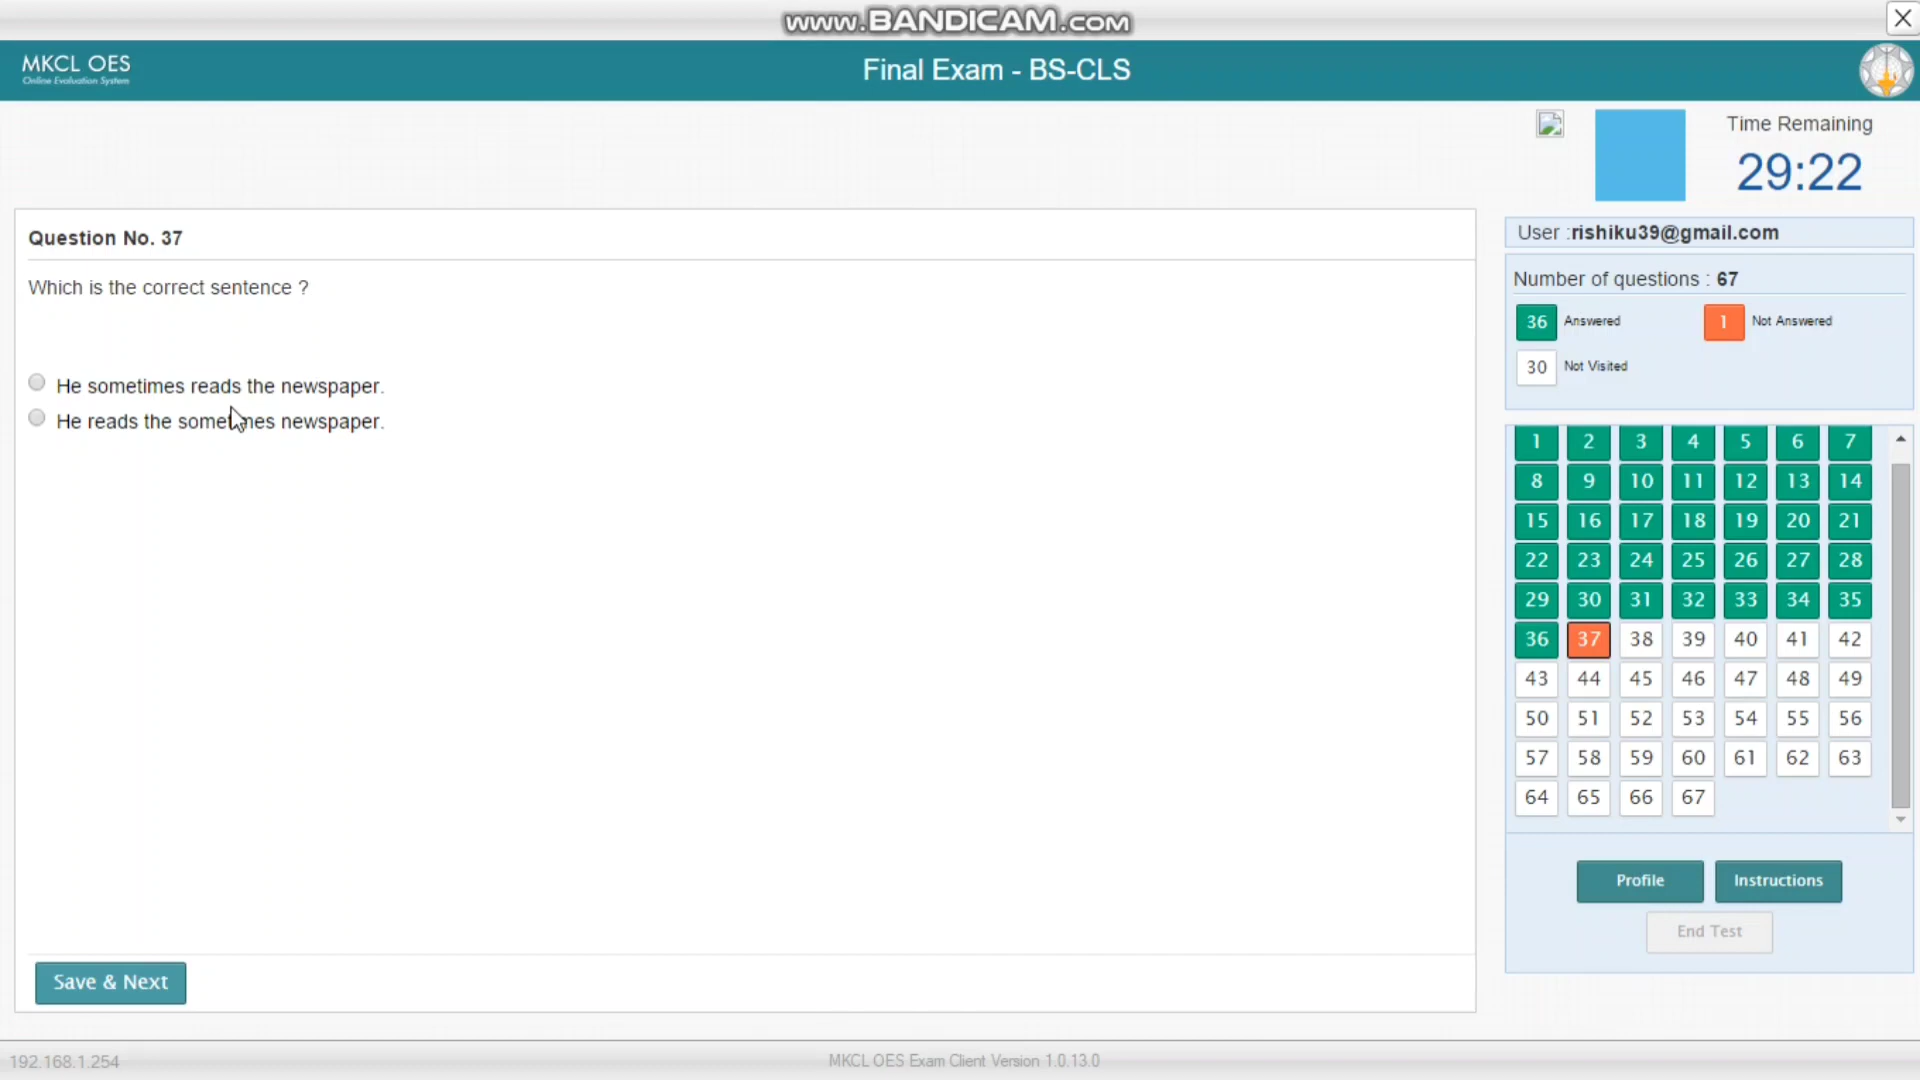 www.BANDICAM.com
MKCL OES
Online Evaluation System
Final Exam - BS-CLS
Time Remaining
29:22
Question No. 37
Which is the correct sentence ?
He sometimes reads the newspaper.
He reads the sometimes newspaper.
Save & Next
User :rishiku39@gmail.com
Number of questions : 67
36 Answered 1 Not Answered
30 Not Visited
1 2 3 4 5 6 7
8 9 10 11 12 13 14
15 16 17 18 19 20 21
22 23 24 25 26 27 28
29 30 31 32 33 34 35
36 37 38 39 40 41 42
43 44 45 46 47 48 49
50 51 52 53 54 55 56
57 58 59 60 61 62 63
64 65 66 67
Profile Instructions
End Test
192.168.1.254
MKCL OES Exam Client Version 1.0.13.0